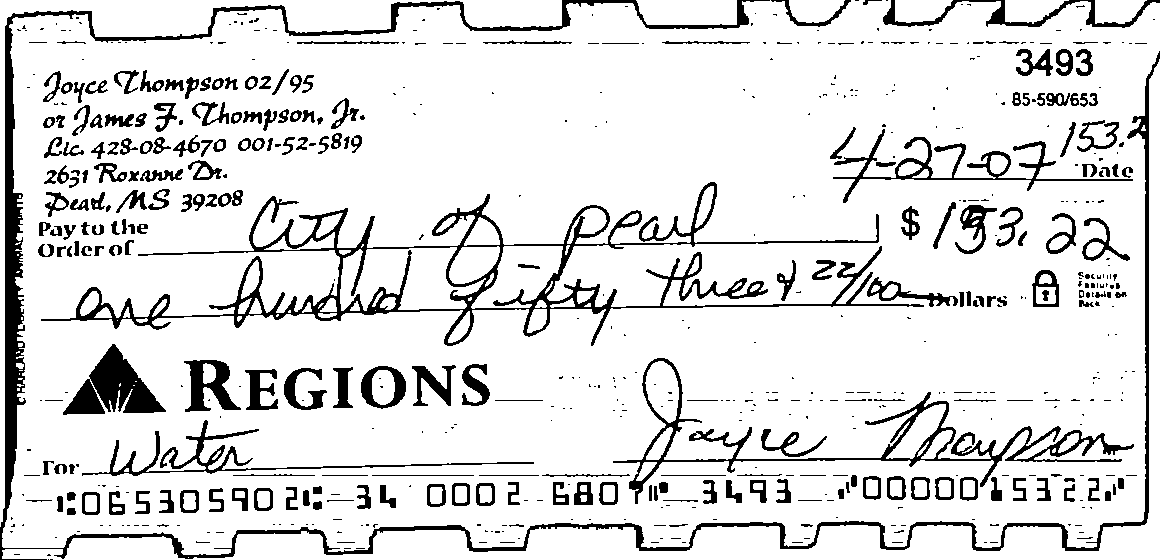 3493
85-590/653
Joyce Thompson 02/95
or James F. Thompson, Jr.
Lic. 428-08-4670 001-52-5819
2631 Roxanne Dr.
Pearl, MS 39208
153.2
4-27-07 Date
Pay to the
Order of City of Pearl $ 153.22
one hundred fifty three & 22/100 Dollars
Security
Features
Details on
Back
REGIONS
For Water Joyce Thompson
⑆065305902⑆ 34 0002 6807⑈ 3493 ⑈0000015322⑈